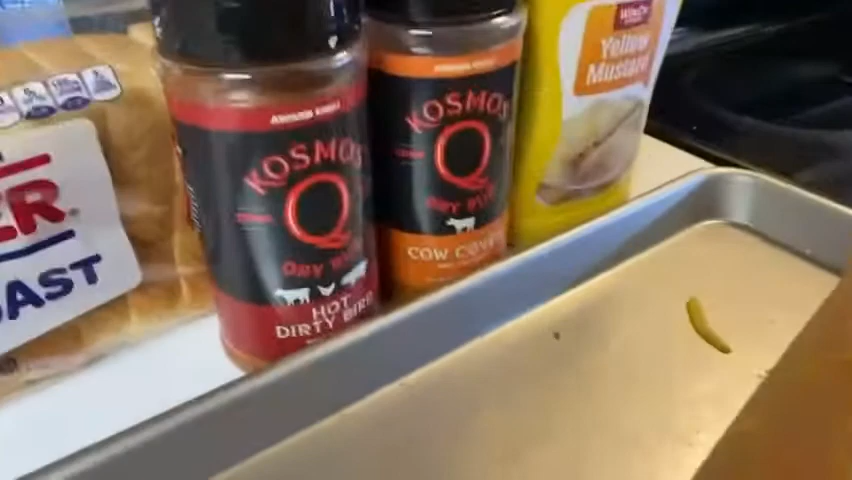 KOSMOS
Q
DRY RUB
HOT
DIRTY BIRD
KOSMOS
Q
DRY RUB
COW COVER
Yellow
Mustard
ER
AST